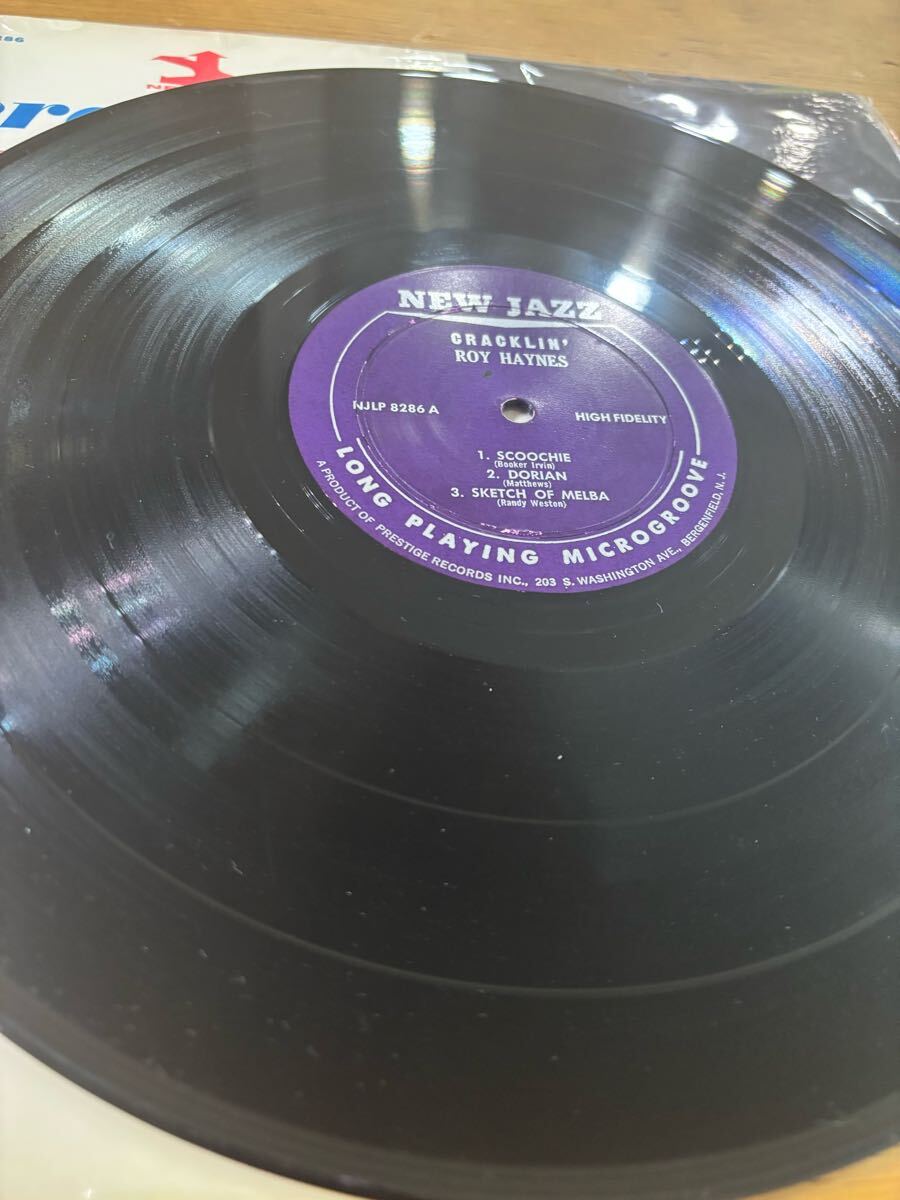 286
NEW JAZZ
CRACKLIN'
ROY HAYNES
NJLP 8286 A
HIGH FIDELITY
1. SCOOCHIE
(Booker Irvin)
2. DORIAN
(Matthews)
3. SKETCH OF MELBA
(Randy Weston)
LONG PLAYING MICROGROOVE
A PRODUCT OF PRESTIGE RECORDS INC., 203 S. WASHINGTON AVE., BERGENFIELD, N. J.